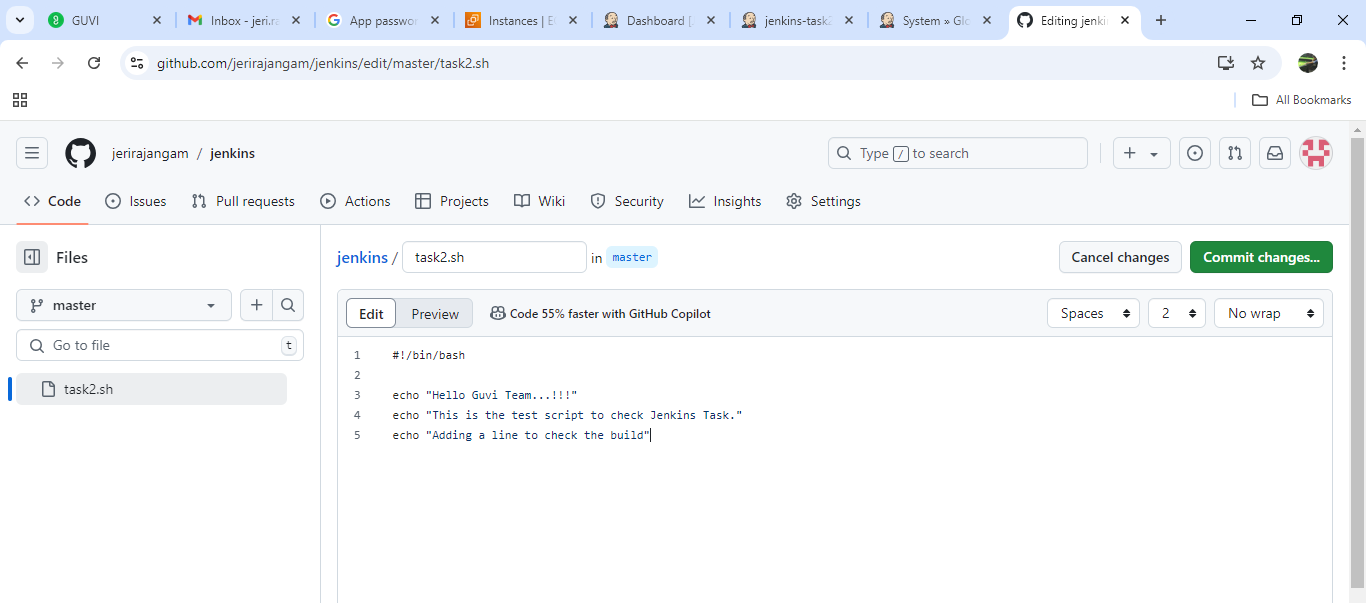 GUVI
Inbox - jeri.ra
App passwor
Instances | E
Dashboard [
jenkins-task2
System » Glo
Editing jenki
github.com/jerirajangam/jenkins/edit/master/task2.sh
All Bookmarks
jerirajangam / jenkins
Type / to search
Code
Issues
Pull requests
Actions
Projects
Wiki
Security
Insights
Settings
Files
jenkins / task2.sh in master
Cancel changes
Commit changes...
master
Edit
Preview
Code 55% faster with GitHub Copilot
Spaces
2
No wrap
Go to file
t
task2.sh
1 #!/bin/bash
2
3 echo "Hello Guvi Team...!!!"
4 echo "This is the test script to check Jenkins Task."
5 echo "Adding a line to check the build"